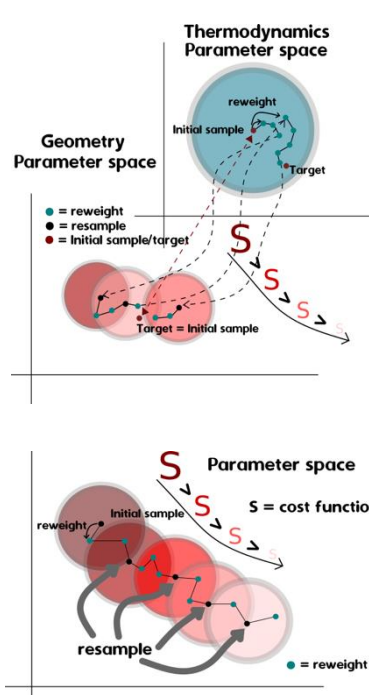 Thermodynamics
Parameter space
reweight
Initial sample
Target
Geometry
Parameter space
= reweight
= resample
= Initial sample/target
S
S
S
S
Target = Initial sample
S
Parameter space
S
S = cost functio
S
S
Initial sample
reweight
resample
= reweight